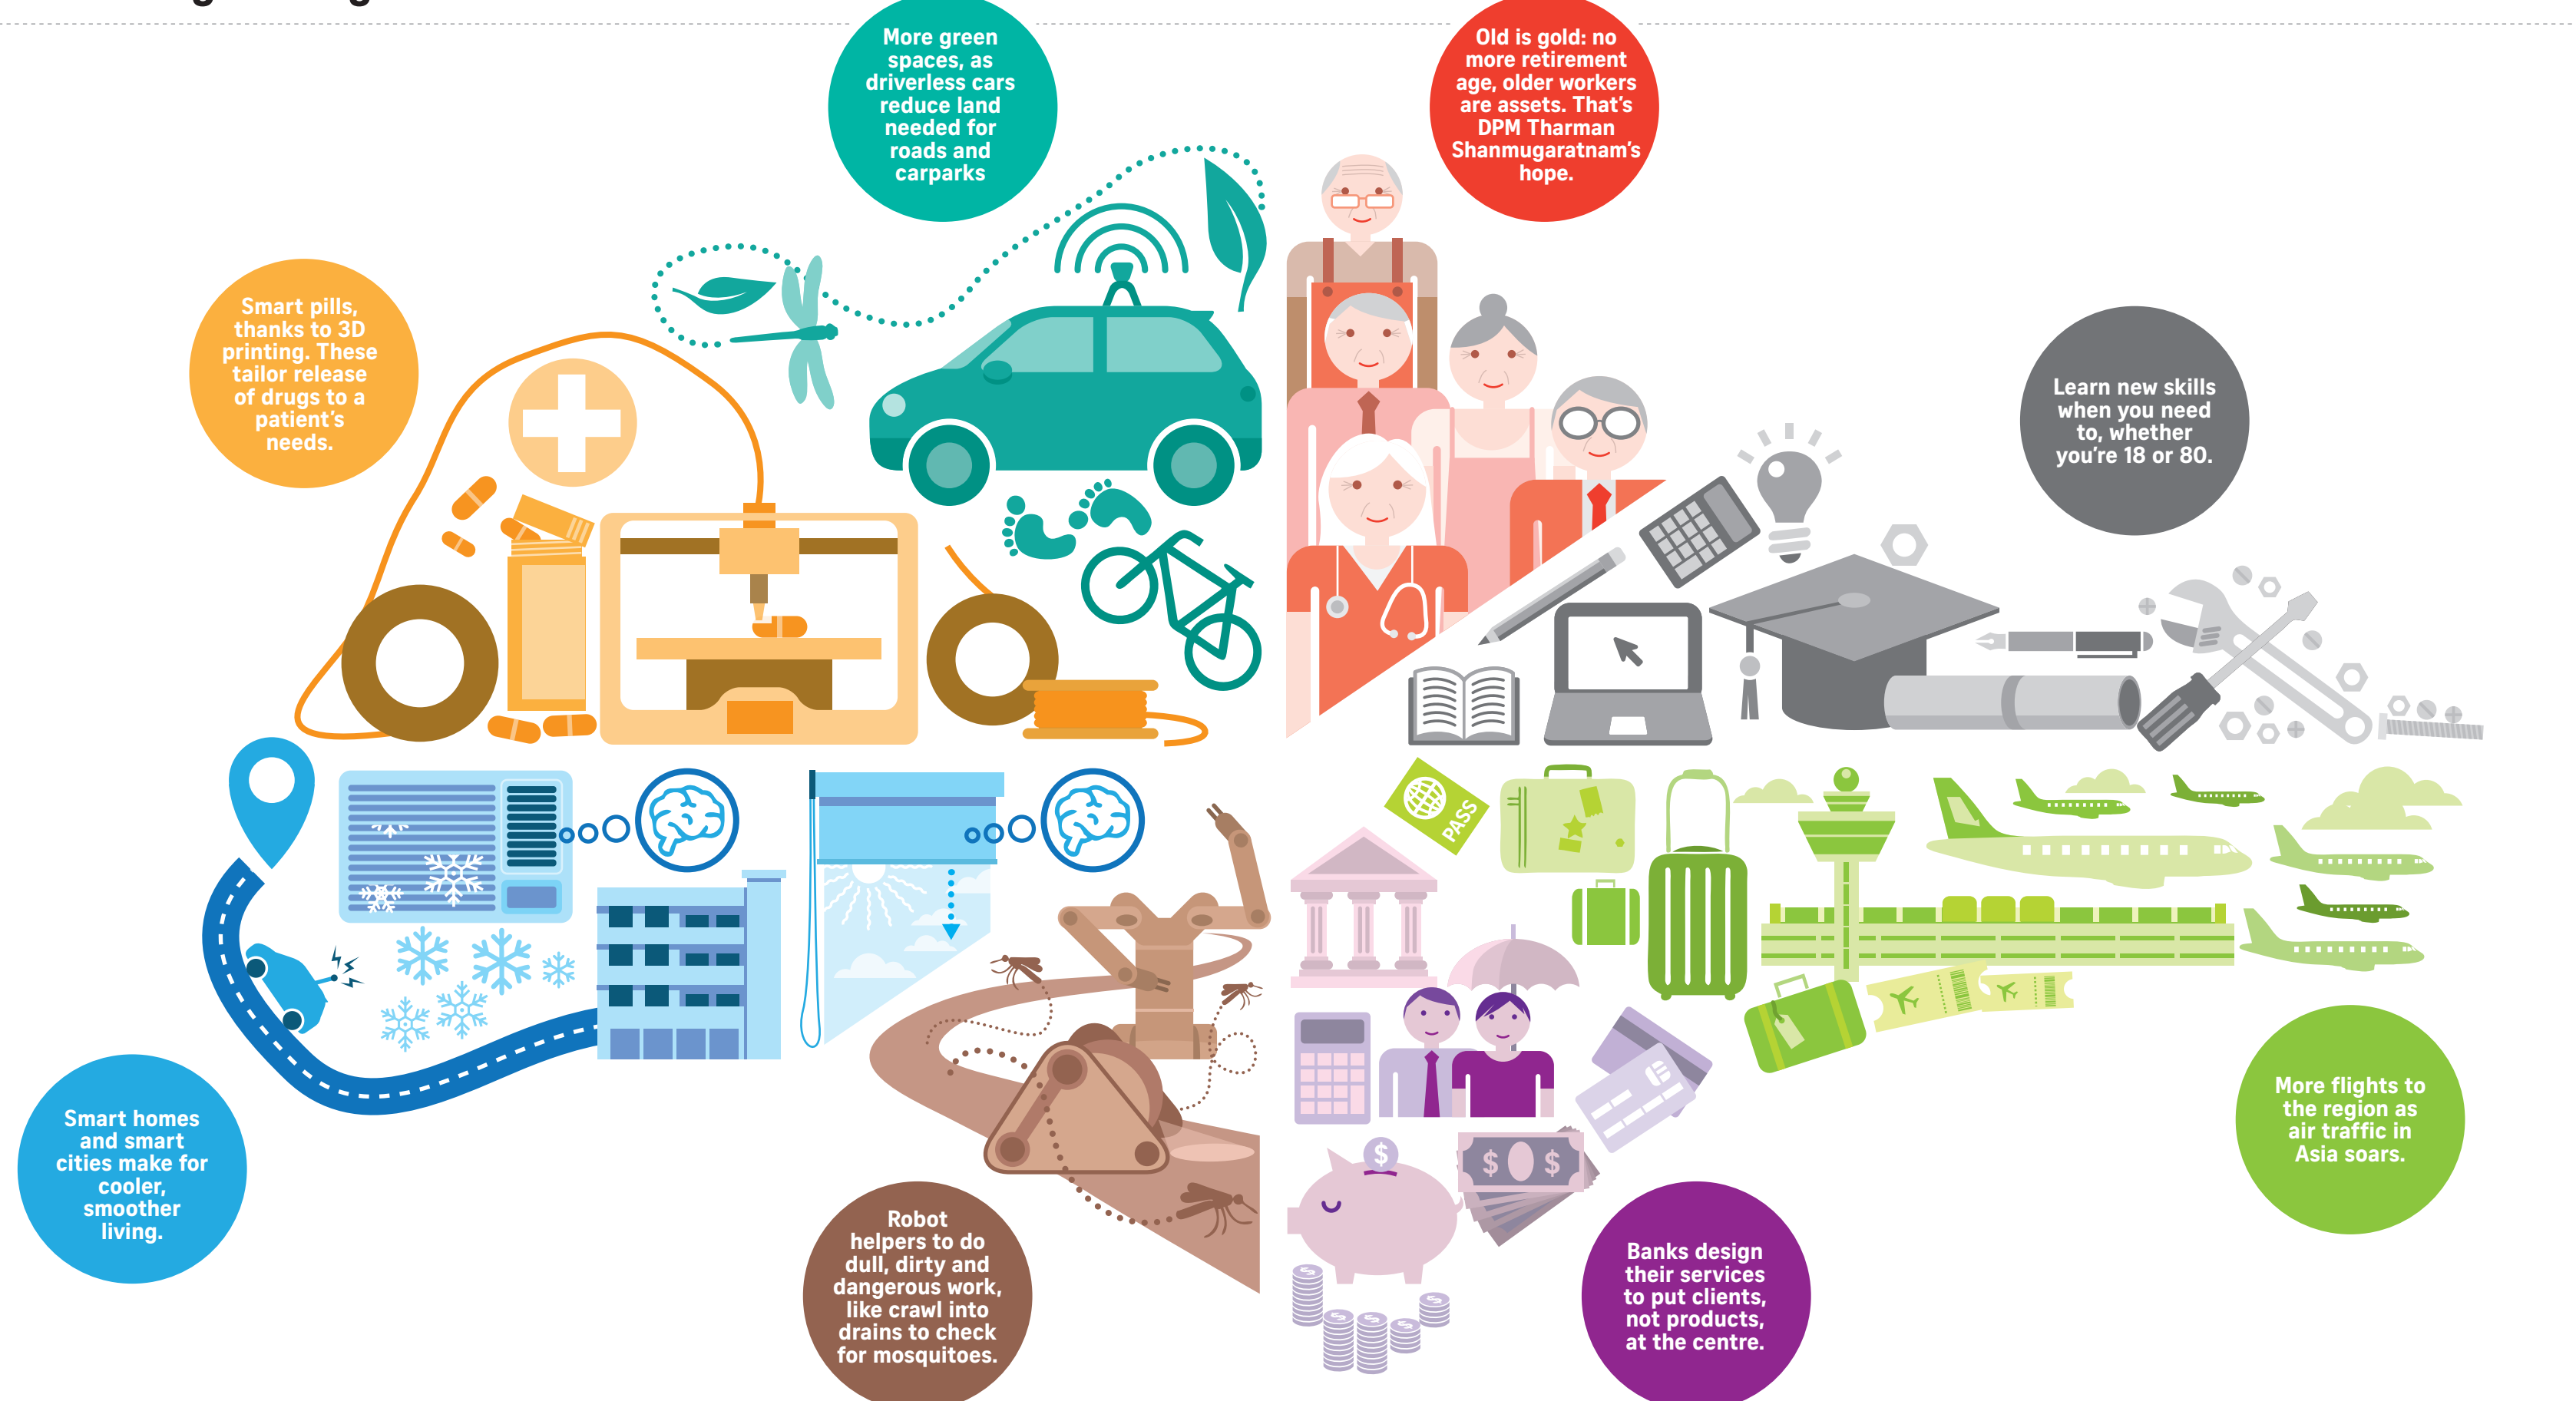 More green
spaces, as
driverless cars
reduce land
needed for
roads and
carparks
Old is gold: no
more retirement
age, older workers
are assets. That's
DPM Tharman
Shanmugaratnam's
hope.
Smart pills,
thanks to 3D
printing. These
tailor release
of drugs to a
patient's
needs.
Learn new skills
when you need
to, whether
you're 18 or 80.
PASS
Smart homes
and smart
cities make for
cooler,
smoother
living.
More flights to
the region as
air traffic in
Asia soars.
$
$ $
Robot
helpers to do
dull, dirty and
dangerous work,
like crawl into
drains to check
for mosquitoes.
Banks design
their services
to put clients,
not products,
at the centre.